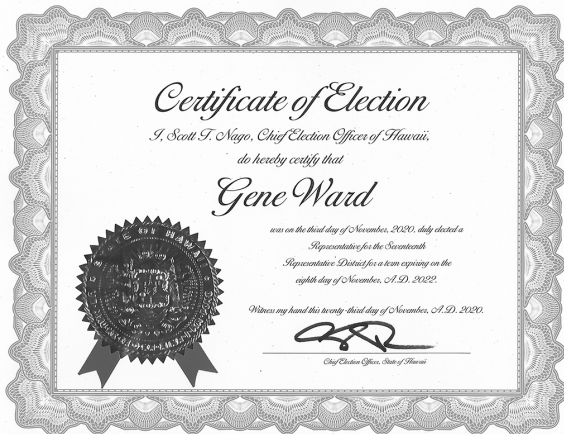 Certificate of Election
I, Scott T. Nago, Chief Election Officer of Hawaii,
do hereby certify that
Gene Ward
was on the third day of November, 2020, duly elected a
Representative for the Seventeenth
Representative District for a term expiring on the
eighth day of November, A.D. 2022.
Witness my hand this twenty-third day of November, A.D. 2020.
Chief Election Officer, State of Hawaii